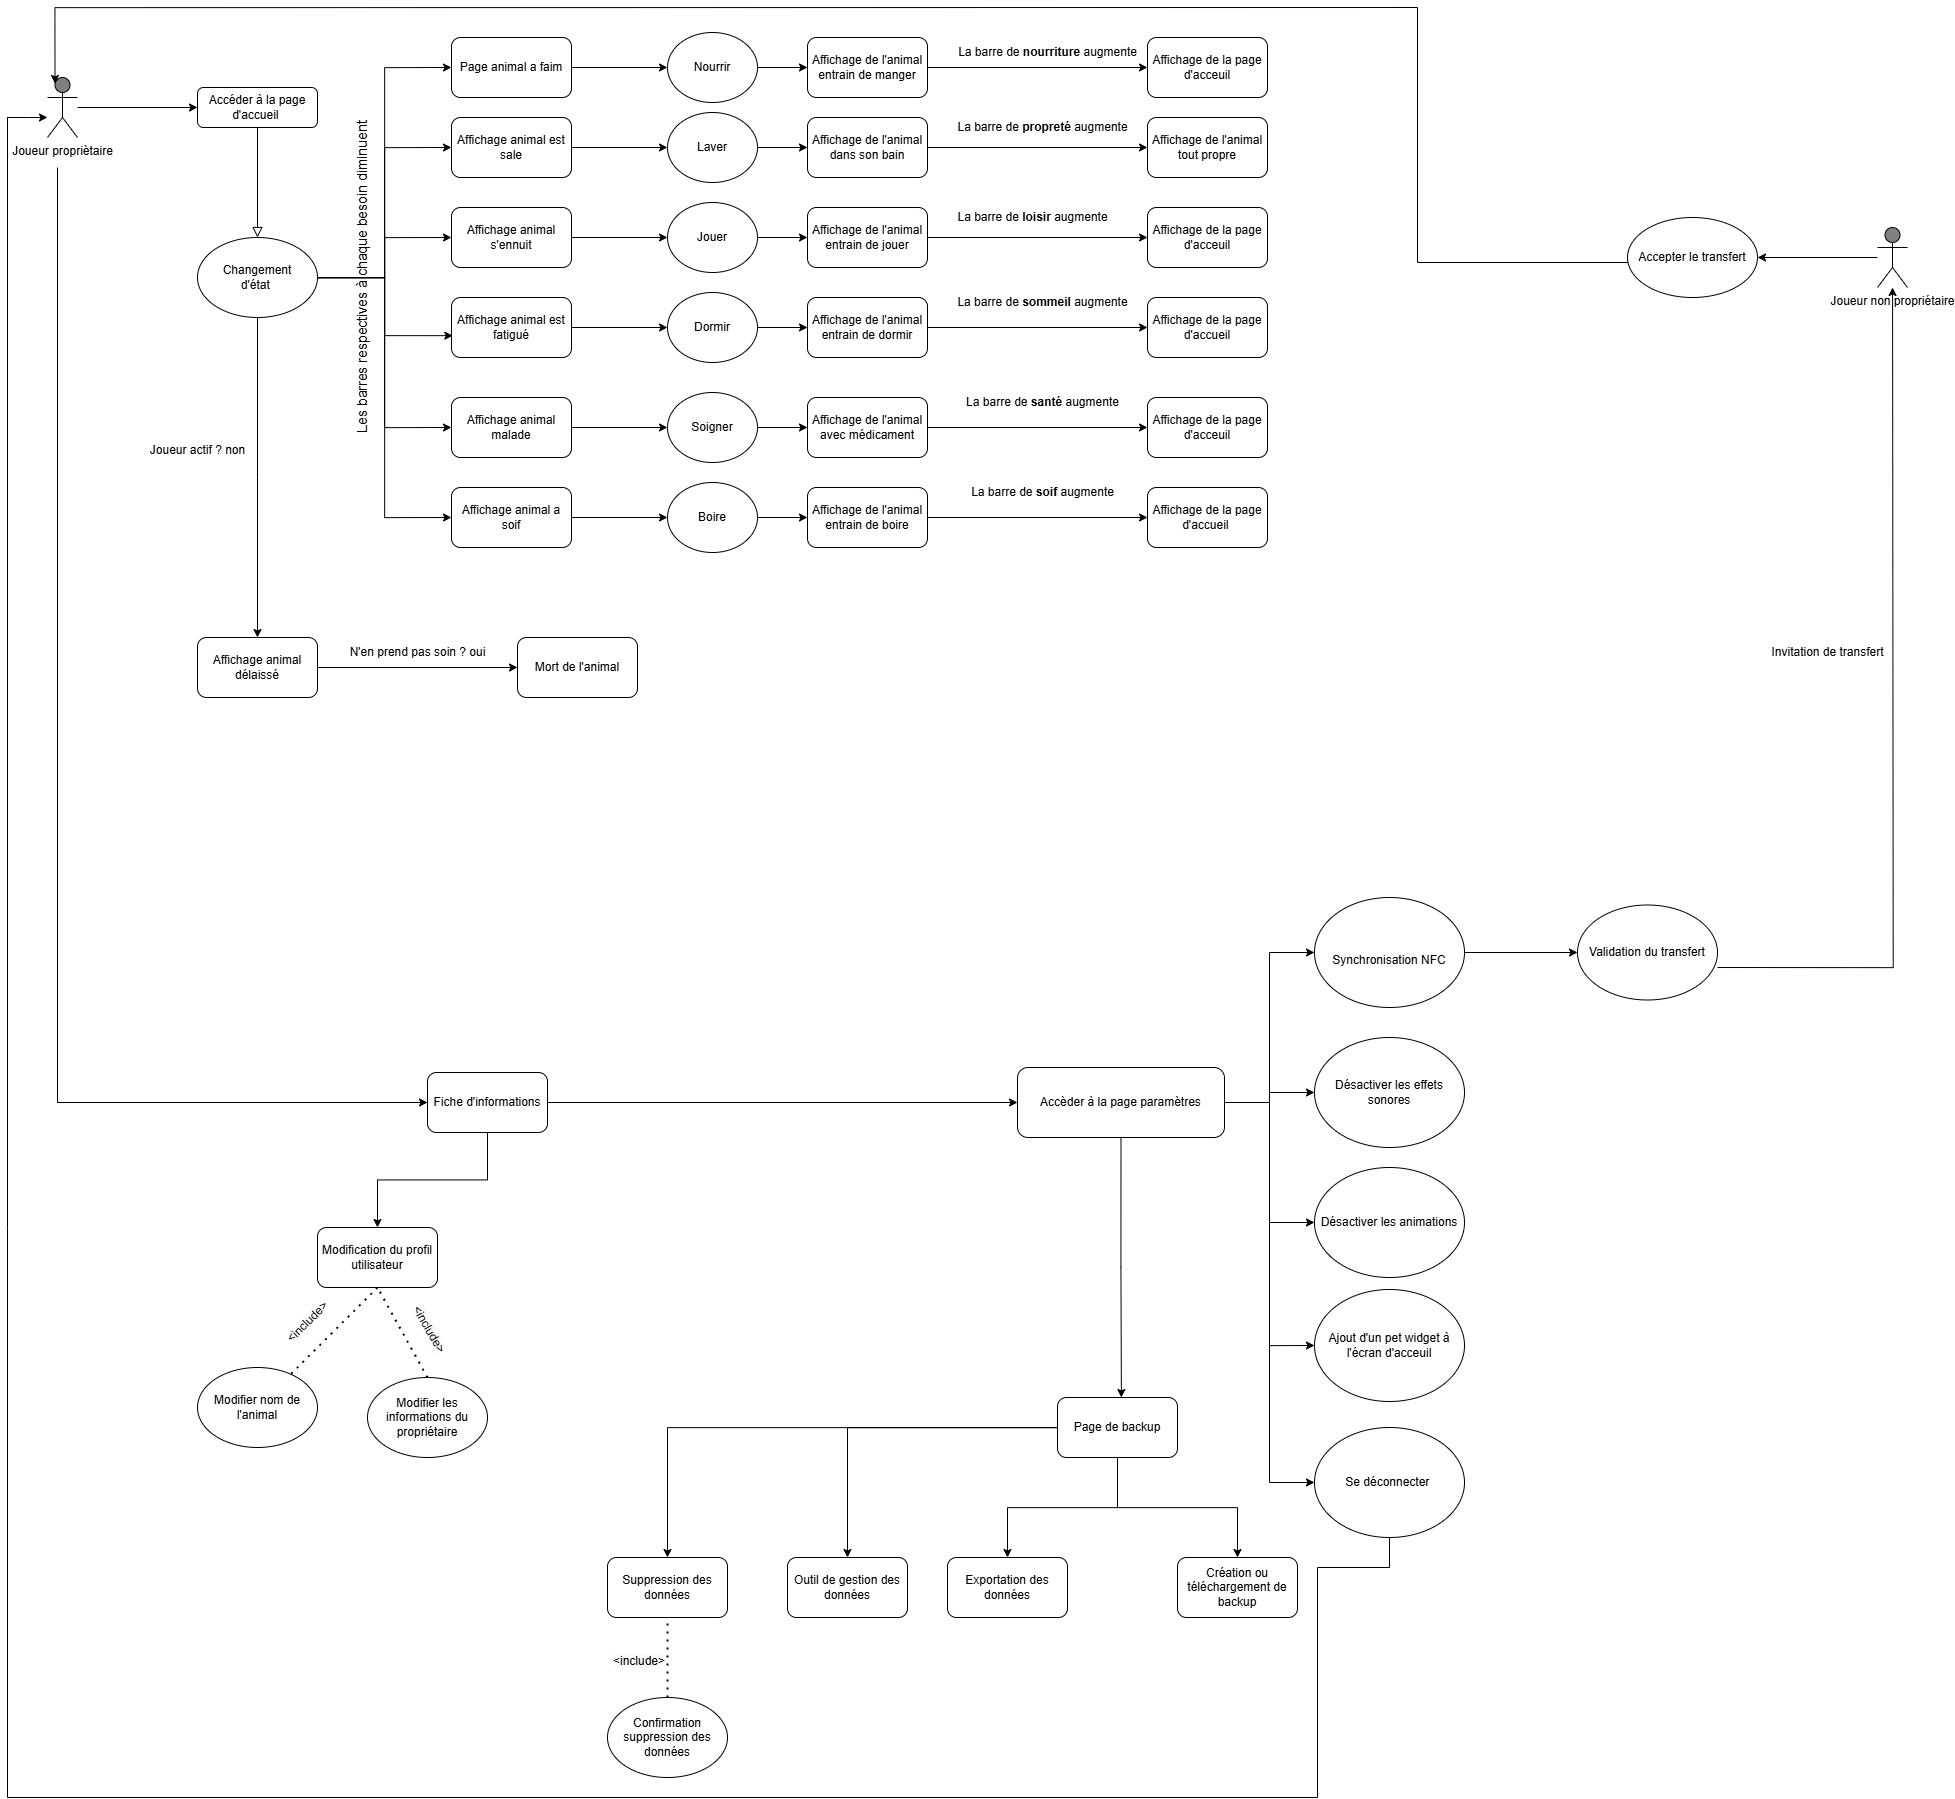 Joueur propriètaire
Accéder à la page
d'accueil
Changement
d'état
Les barres respectives à chaque besoin diminuent
Page animal a faim
Nourrir
Affichage de l'animal
entrain de manger
La barre de nourriture augmente
Affichage de la page
d'acceuil
Affichage animal est
sale
Laver
Affichage de l'animal
dans son bain
La barre de propreté augmente
Affichage de l'animal
tout propre
Affichage animal
s'ennuit
Jouer
Affichage de l'animal
entrain de jouer
La barre de loisir augmente
Affichage de la page
d'acceuil
Affichage animal est
fatigué
Dormir
Affichage de l'animal
entrain de dormir
La barre de sommeil augmente
Affichage de la page
d'accueil
Affichage animal
malade
Soigner
Affichage de l'animal
avec médicament
La barre de santé augmente
Affichage de la page
d'acceuil
Affichage animal a
soif
Boire
Affichage de l'animal
entrain de boire
La barre de soif augmente
Affichage de la page
d'accueil
Accepter le transfert
Joueur non propriétaire
Joueur actif ? non
Affichage animal
délaissé
N'en prend pas soin ? oui
Mort de l'animal
Invitation de transfert
Synchronisation NFC
Validation du transfert
Fiche d'informations
Accèder à la page paramètres
Désactiver les effets
sonores
Désactiver les animations
Ajout d'un pet widget à
l'écran d'acceuil
Se déconnecter
Modification du profil
utilisateur
<include>
<include>
Modifier nom de
l'animal
Modifier les
informations du
propriétaire
Page de backup
Suppression des
données
Outil de gestion des
données
Exportation des
données
Création ou
téléchargement de
backup
<include>
Confirmation
suppression des
données